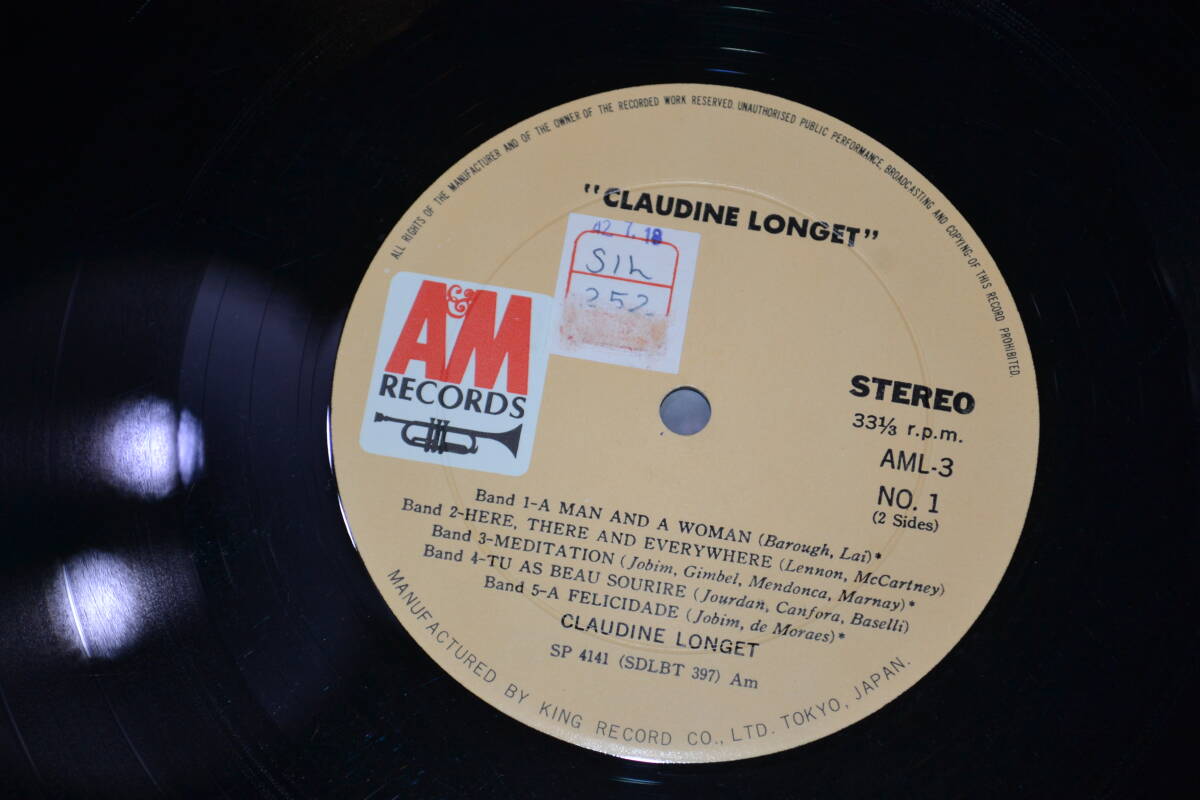 ALL RIGHTS OF THE MANUFACTURER AND OF THE OWNER OF THE RECORDED WORK RESERVED. UNAUTHORISED PUBLIC PERFORMANCE, BROADCASTING AND COPYING OF THIS RECORD PROHIBITED.
"CLAUDINE LONGET"
42 7. 18
SIL
252
A&M
RECORDS
STEREO
33⅓ r.p.m.
AML-3
NO. 1
(2 Sides)
Band 1-A MAN AND A WOMAN (Barough, Lai)*
Band 2-HERE, THERE AND EVERYWHERE (Lennon, McCartney)
Band 3-MEDITATION (Jobim, Gimbel, Mendonca, Marnay)*
Band 4-TU AS BEAU SOURIRE (Jourdan, Canfora, Baselli)
Band 5-A FELICIDADE (Jobim, de Moraes)*
CLAUDINE LONGET
SP 4141 (SDLBT 397) Am
MANUFACTURED BY KING RECORD CO., LTD. TOKYO, JAPAN.